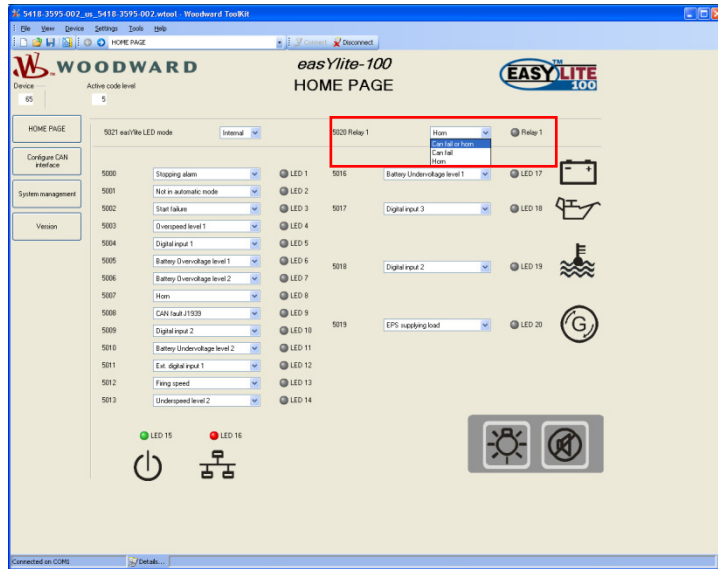 5418-3595-002_us_5418-3595-002.wtool - Woodward ToolKit
File View Device Settings Tools Help
HOME PAGE Connect Disconnect
WOODWARD
easYlite-100
HOME PAGE
EASY LITE 100
Device Active code level
65 5
HOME PAGE
Configure CAN interface
System management
Version
5021 easYlite LED mode Internal
5020 Relay 1 Horn Relay 1
Can fail or horn
Can fail
Horn
5000 Stopping alarm LED 1
5001 Not in automatic mode LED 2
5002 Start failure LED 3
5003 Overspeed level 1 LED 4
5004 Digital input 1 LED 5
5005 Battery Overvoltage level 1 LED 6
5006 Battery Overvoltage level 2 LED 7
5007 Horn LED 8
5008 CAN fault J1939 LED 9
5009 Digital input 2 LED 10
5010 Battery Undervoltage level 2 LED 11
5011 Ext. digital input 1 LED 12
5012 Firing speed LED 13
5013 Underspeed level 2 LED 14
5016 Battery Undervoltage level 1 LED 17
5017 Digital input 3 LED 18
5018 Digital input 2 LED 19
5019 EPS supplying load LED 20
G
LED 15 LED 16
Connected on COM1 Details...